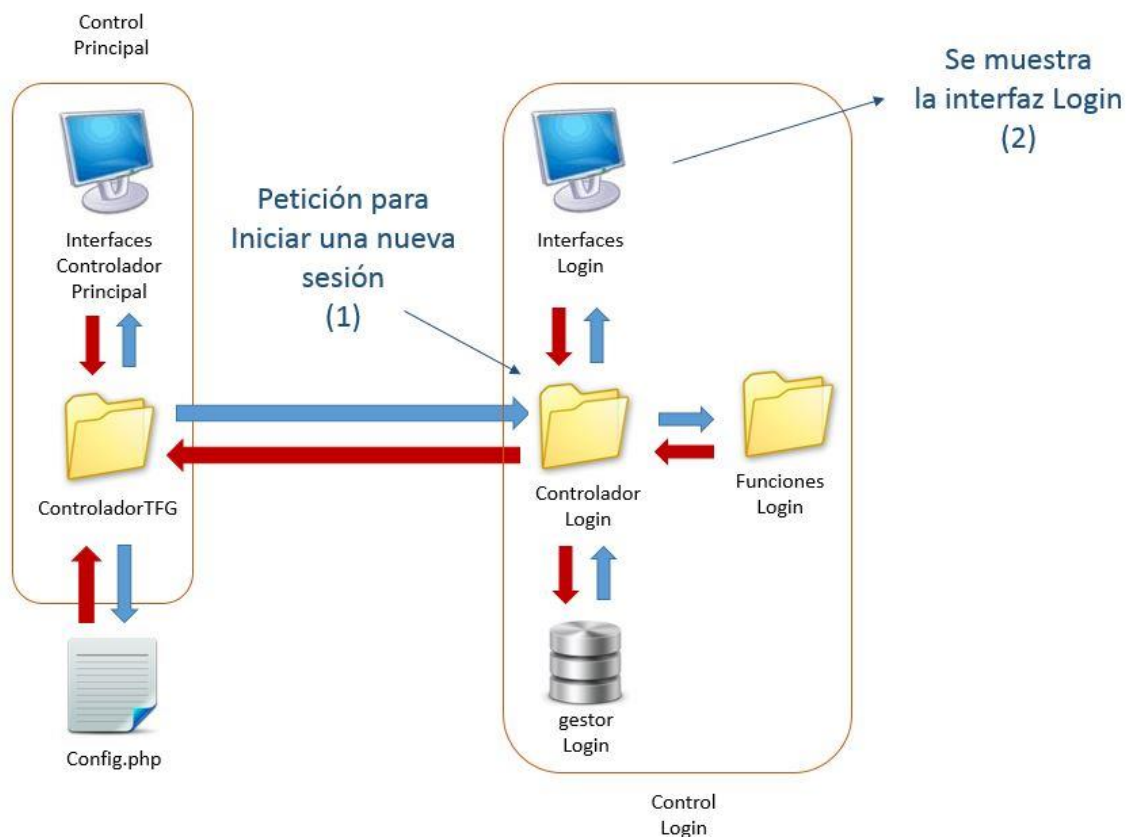 Control
Principal
Se muestra
la interfaz Login
(2)
Petición para
Iniciar una nueva
sesión
(1)
Interfaces
Controlador
Principal
Interfaces
Login
ControladorTFG
Controlador
Login
Funciones
Login
Config.php
gestor
Login
Control
Login